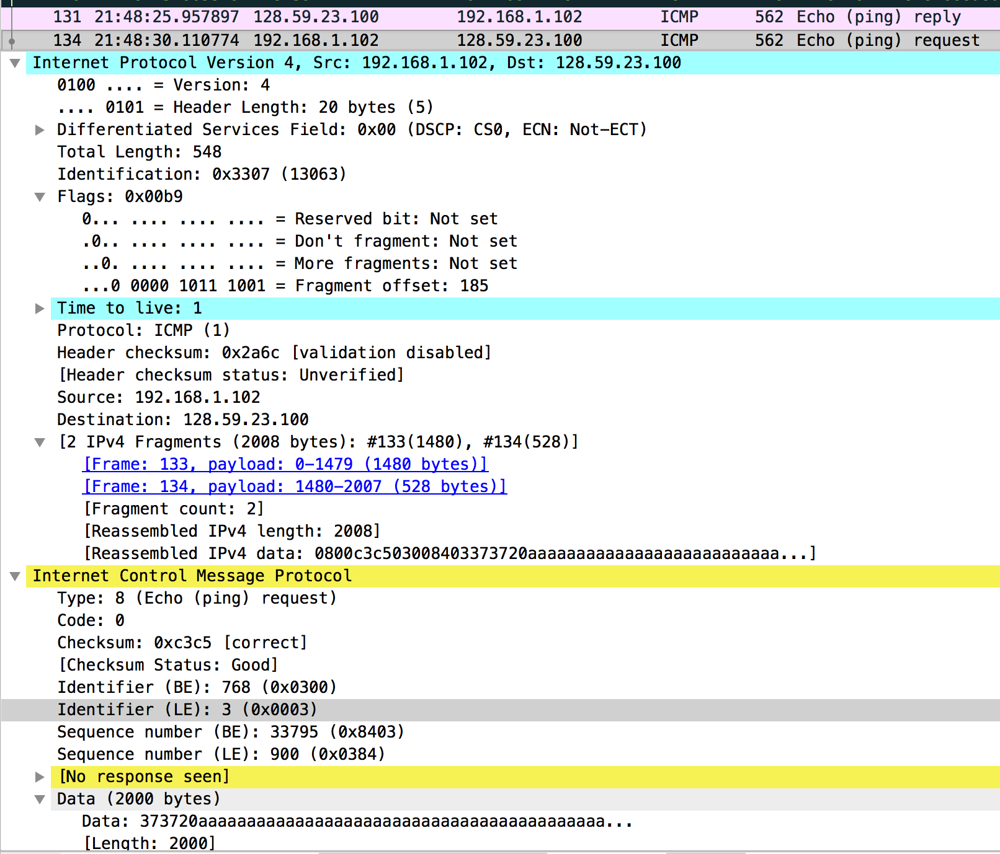 131 21:48:25.957897 128.59.23.100 192.168.1.102 ICMP 562 Echo (ping) reply
134 21:48:30.110774 192.168.1.102 128.59.23.100 ICMP 562 Echo (ping) request
Internet Protocol Version 4, Src: 192.168.1.102, Dst: 128.59.23.100
0100 .... = Version: 4
.... 0101 = Header Length: 20 bytes (5)
Differentiated Services Field: 0x00 (DSCP: CS0, ECN: Not-ECT)
Total Length: 548
Identification: 0x3307 (13063)
Flags: 0x00b9
0... .... .... .... = Reserved bit: Not set
.0.. .... .... .... = Don't fragment: Not set
..0. .... .... .... = More fragments: Not set
...0 0000 1011 1001 = Fragment offset: 185
Time to live: 1
Protocol: ICMP (1)
Header checksum: 0x2a6c [validation disabled]
[Header checksum status: Unverified]
Source: 192.168.1.102
Destination: 128.59.23.100
[2 IPv4 Fragments (2008 bytes): #133(1480), #134(528)]
[Frame: 133, payload: 0-1479 (1480 bytes)]
[Frame: 134, payload: 1480-2007 (528 bytes)]
[Fragment count: 2]
[Reassembled IPv4 length: 2008]
[Reassembled IPv4 data: 0800c3c503008403373720aaaaaaaaaaaaaaaaaaaaaaaaaa...]
Internet Control Message Protocol
Type: 8 (Echo (ping) request)
Code: 0
Checksum: 0xc3c5 [correct]
[Checksum Status: Good]
Identifier (BE): 768 (0x0300)
Identifier (LE): 3 (0x0003)
Sequence number (BE): 33795 (0x8403)
Sequence number (LE): 900 (0x0384)
[No response seen]
Data (2000 bytes)
Data: 373720aaaaaaaaaaaaaaaaaaaaaaaaaaaaaaaaaaaaaaaaaa...
[Length: 2000]